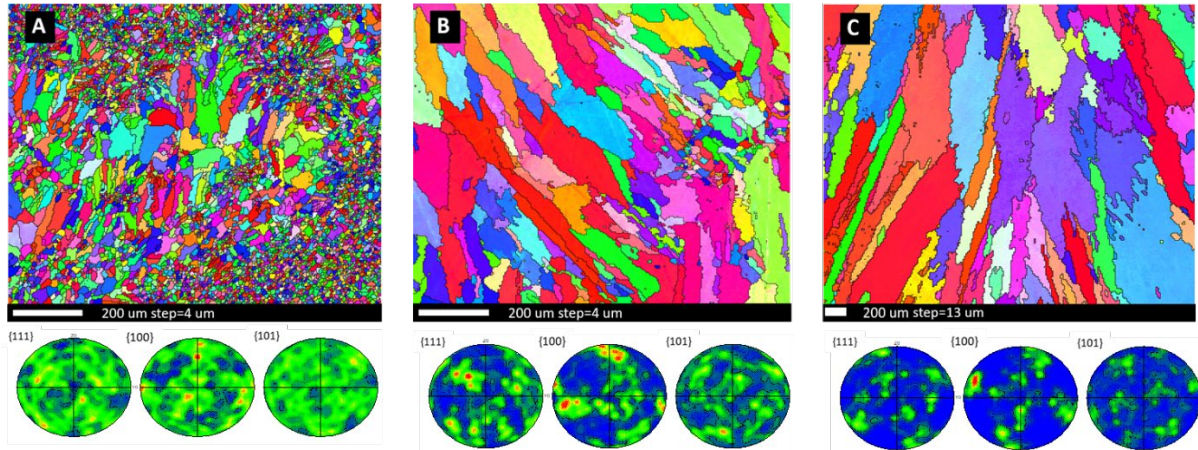 A
B
C
200 um step=4 um
200 um step=4 um
200 um step=13 um
{111}
{100}
{101}
{111}
{100}
{101}
{111}
{100}
{101}